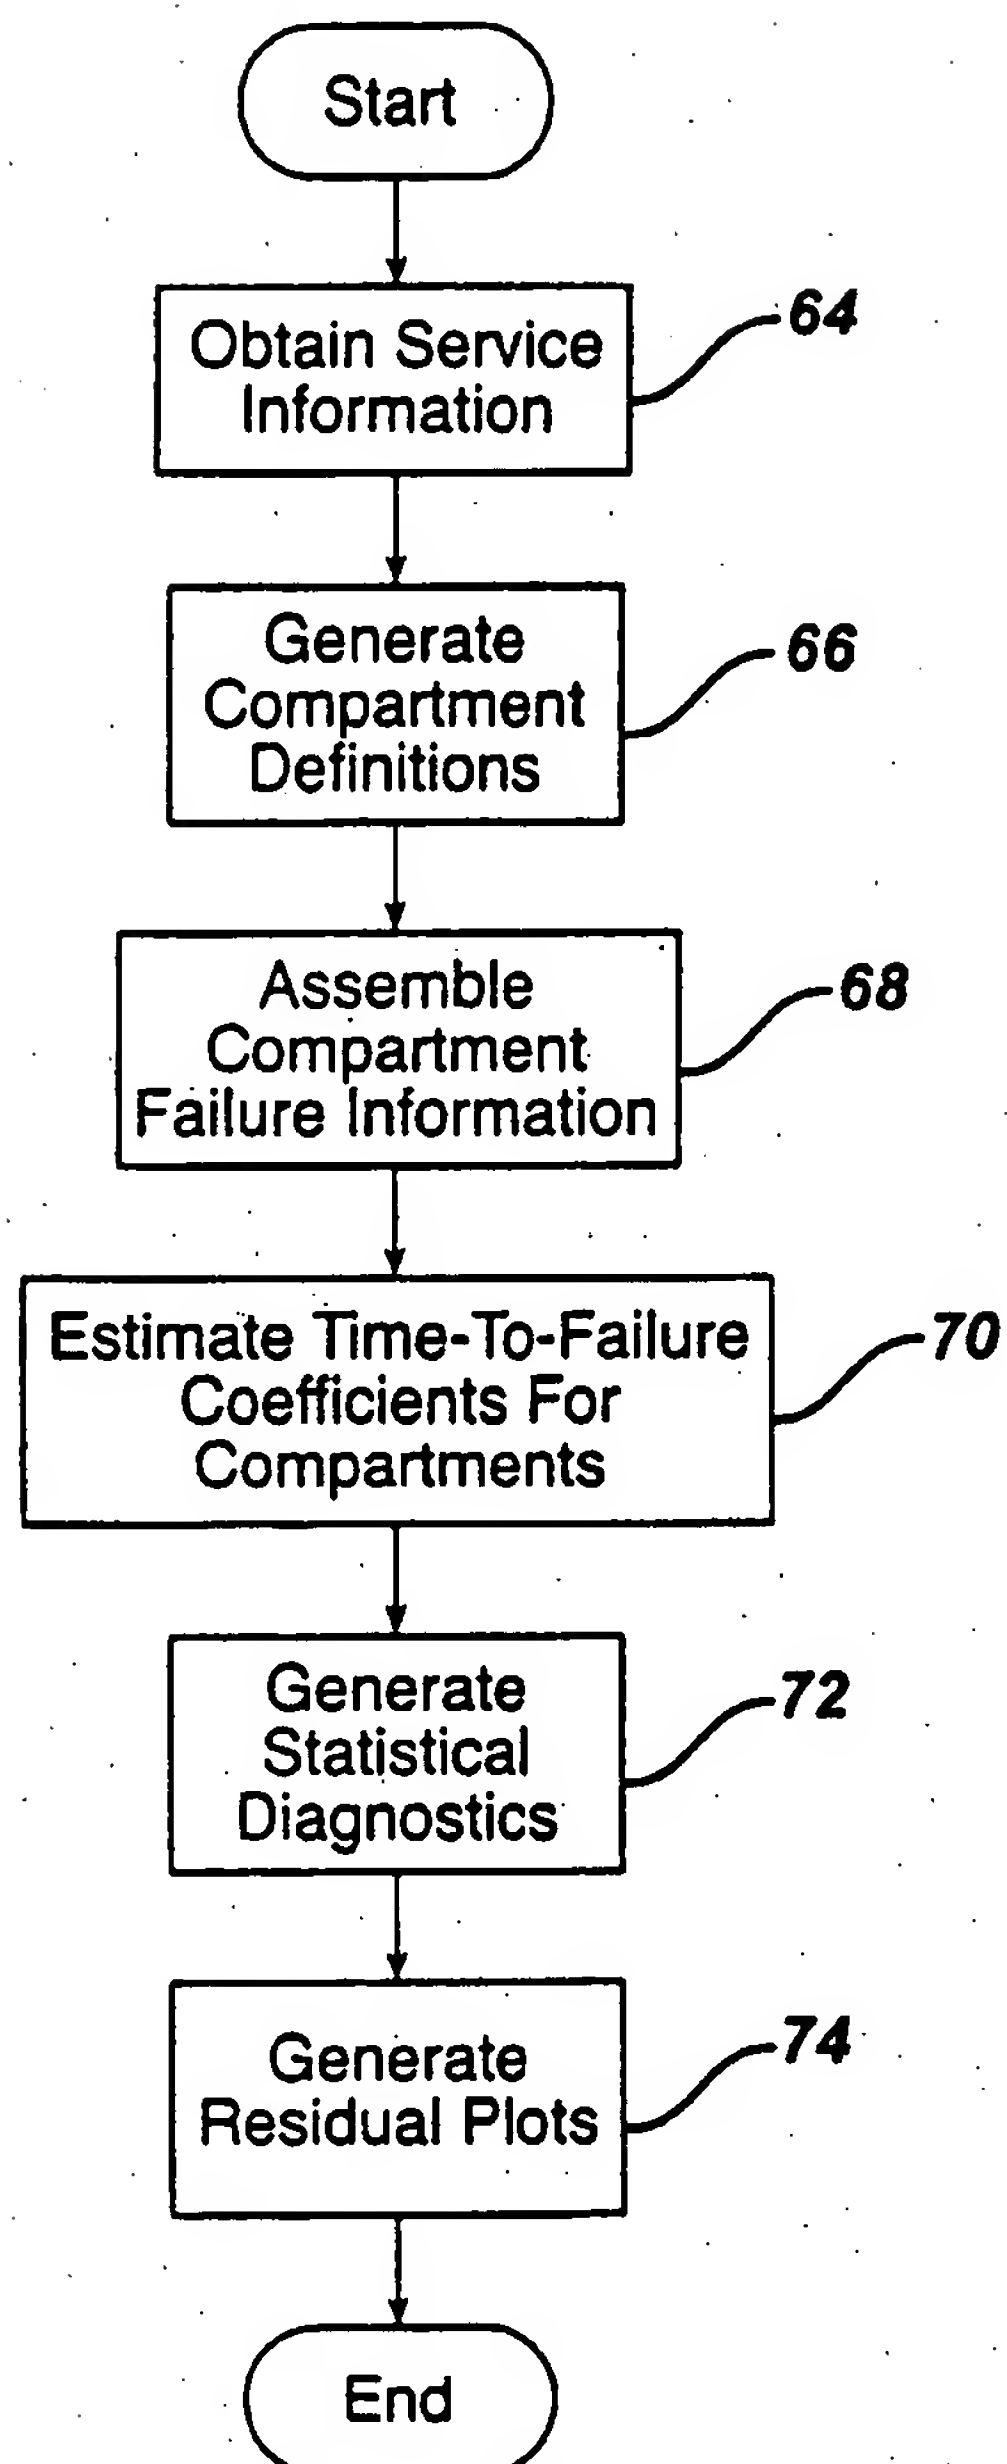 Start
Obtain Service
Information
64
Generate
Compartment
Definitions
66
Assemble
Compartment
Failure Information
68
Estimate Time-To-Failure
Coefficients For
Compartments
70
Generate
Statistical
Diagnostics
72
Generate
Residual Plots
74
End